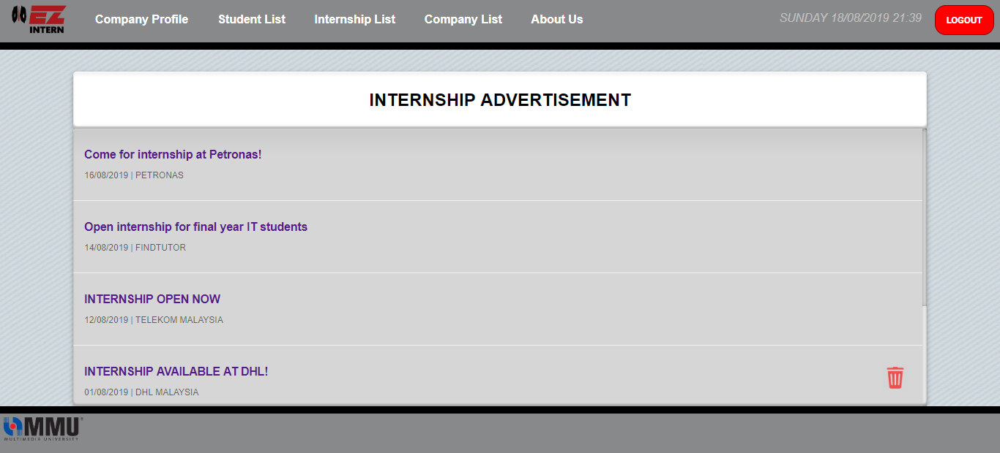 EZ
INTERN
Company Profile
Student List
Internship List
Company List
About Us
SUNDAY 18/08/2019 21:39
LOGOUT
INTERNSHIP ADVERTISEMENT
Come for internship at Petronas!
16/08/2019 | PETRONAS
Open internship for final year IT students
14/08/2019 | FINDTUTOR
INTERNSHIP OPEN NOW
12/08/2019 | TELEKOM MALAYSIA
INTERNSHIP AVAILABLE AT DHL!
01/08/2019 | DHL MALAYSIA
MMU
MULTIMEDIA UNIVERSITY